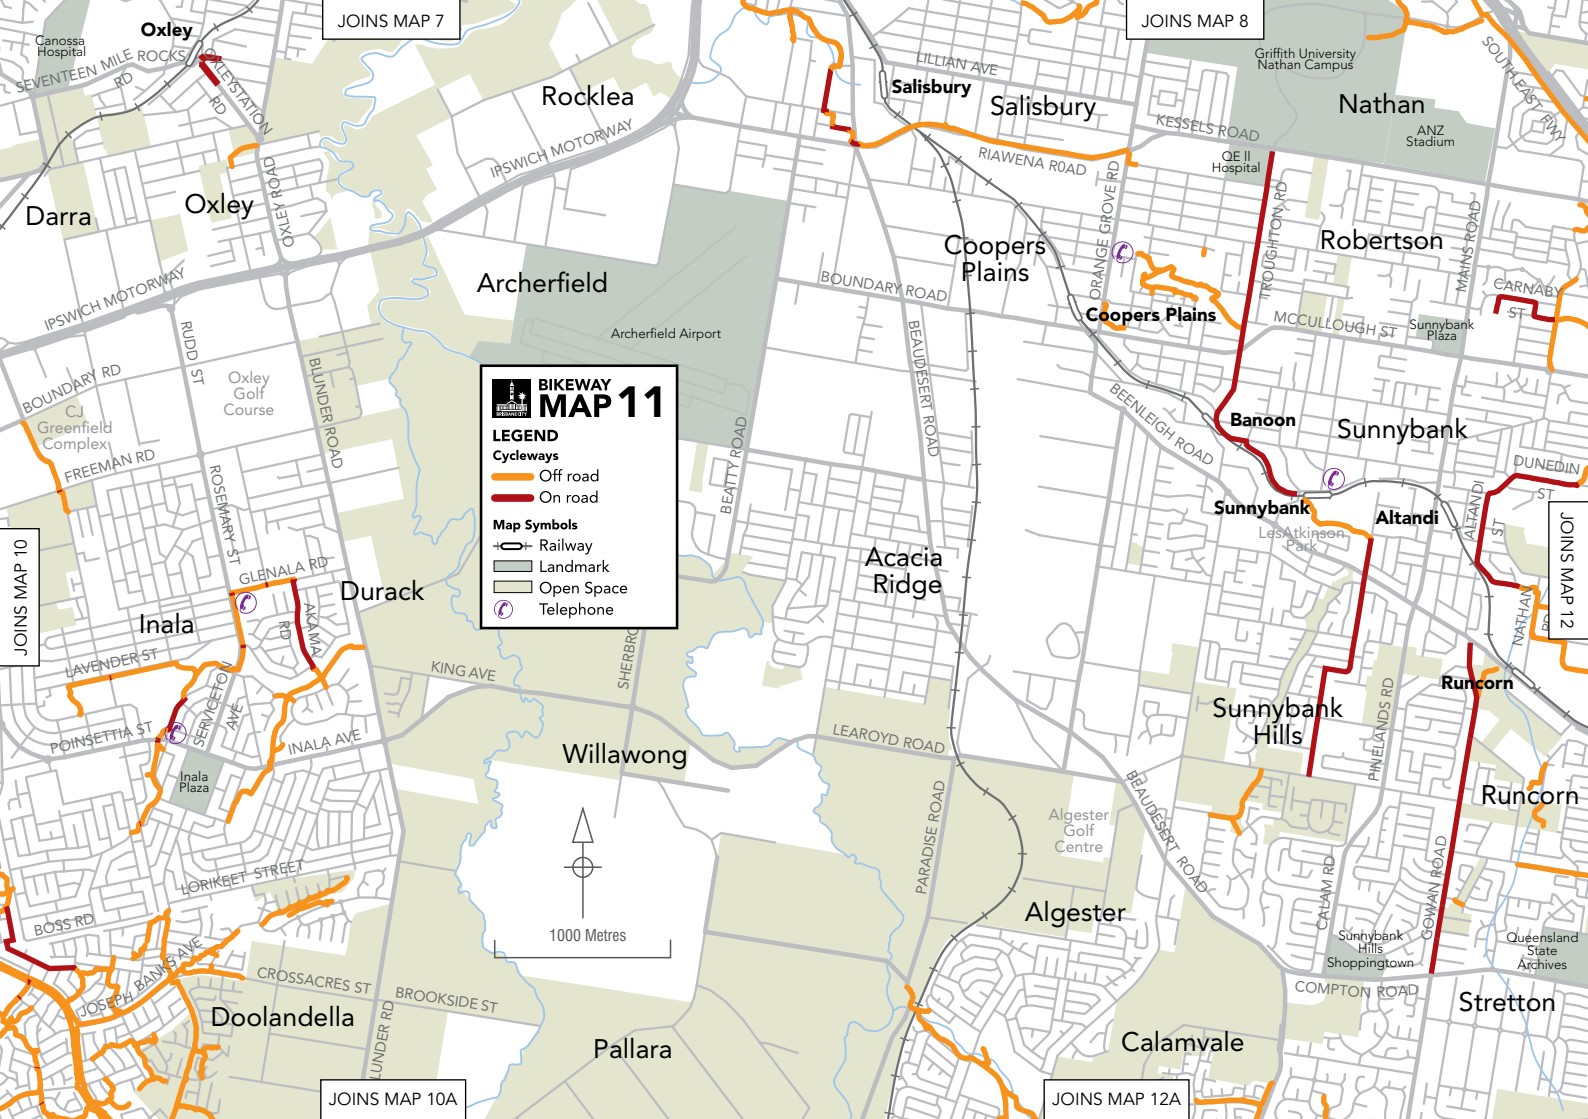 JOINS MAP 7
JOINS MAP 8
Oxley
Canossa
Hospital
SEVENTEEN MILE ROCKS
RD
OXLEY STATION
RD
Rocklea
IPSWICH MOTORWAY
LILLIAN AVE
Salisbury
Salisbury
Griffith University
Nathan Campus
Nathan
SOUTH EAST FWY
KESSELS ROAD
ANZ
Stadium
QE II
Hospital
RIAWENA ROAD
Darra
Oxley
OXLEY ROAD
Coopers
Plains
ORANGE GROVE RD
TROUGHTON RD
Robertson
MAINS ROAD
IPSWICH MOTORWAY
Archerfield
BOUNDARY ROAD
CARNABY
ST
Coopers Plains
MCCULLOUGH ST
Sunnybank
Plaza
Archerfield Airport
RUDD ST
BOUNDARY RD
Oxley
Golf
Course
BLUNDER ROAD
BEAUDESERT ROAD
BIKEWAY
MAP 11
BRISBANE CITY
LEGEND
Cycleways
Off road
On road
Map Symbols
Railway
Landmark
Open Space
Telephone
CJ
Greenfield
Complex
FREEMAN RD
BEENLEIGH ROAD
Banoon
Sunnybank
BEATTY ROAD
ROSEMARY ST
DUNEDIN
ST
ALTANDI
ST
Sunnybank
Altandi
Les Atkinson
Park
JOINS MAP 10
JOINS MAP 12
Acacia
Ridge
GLENALA RD
Durack
AKAMA
RD
Inala
NATHAN
RD
LAVENDER ST
KING AVE
SHERBRO
SERVICETON
AVE
Runcorn
Sunnybank
Hills
PINELANDS RD
POINSETTIA ST
INALA AVE
LEAROYD ROAD
Willawong
Inala
Plaza
BEAUDESERT ROAD
Runcorn
PARADISE ROAD
Algester
Golf
Centre
LORIKEET STREET
CALAM RD
GOWAN ROAD
Algester
BOSS RD
1000 Metres
Sunnybank
Hills
Shoppingtown
Queensland
State
Archives
JOSEPH BANKS AVE
CROSSACRES ST
BROOKSIDE ST
COMPTON ROAD
Stretton
Doolandella
LUNDER RD
Pallara
Calamvale
JOINS MAP 10A
JOINS MAP 12A